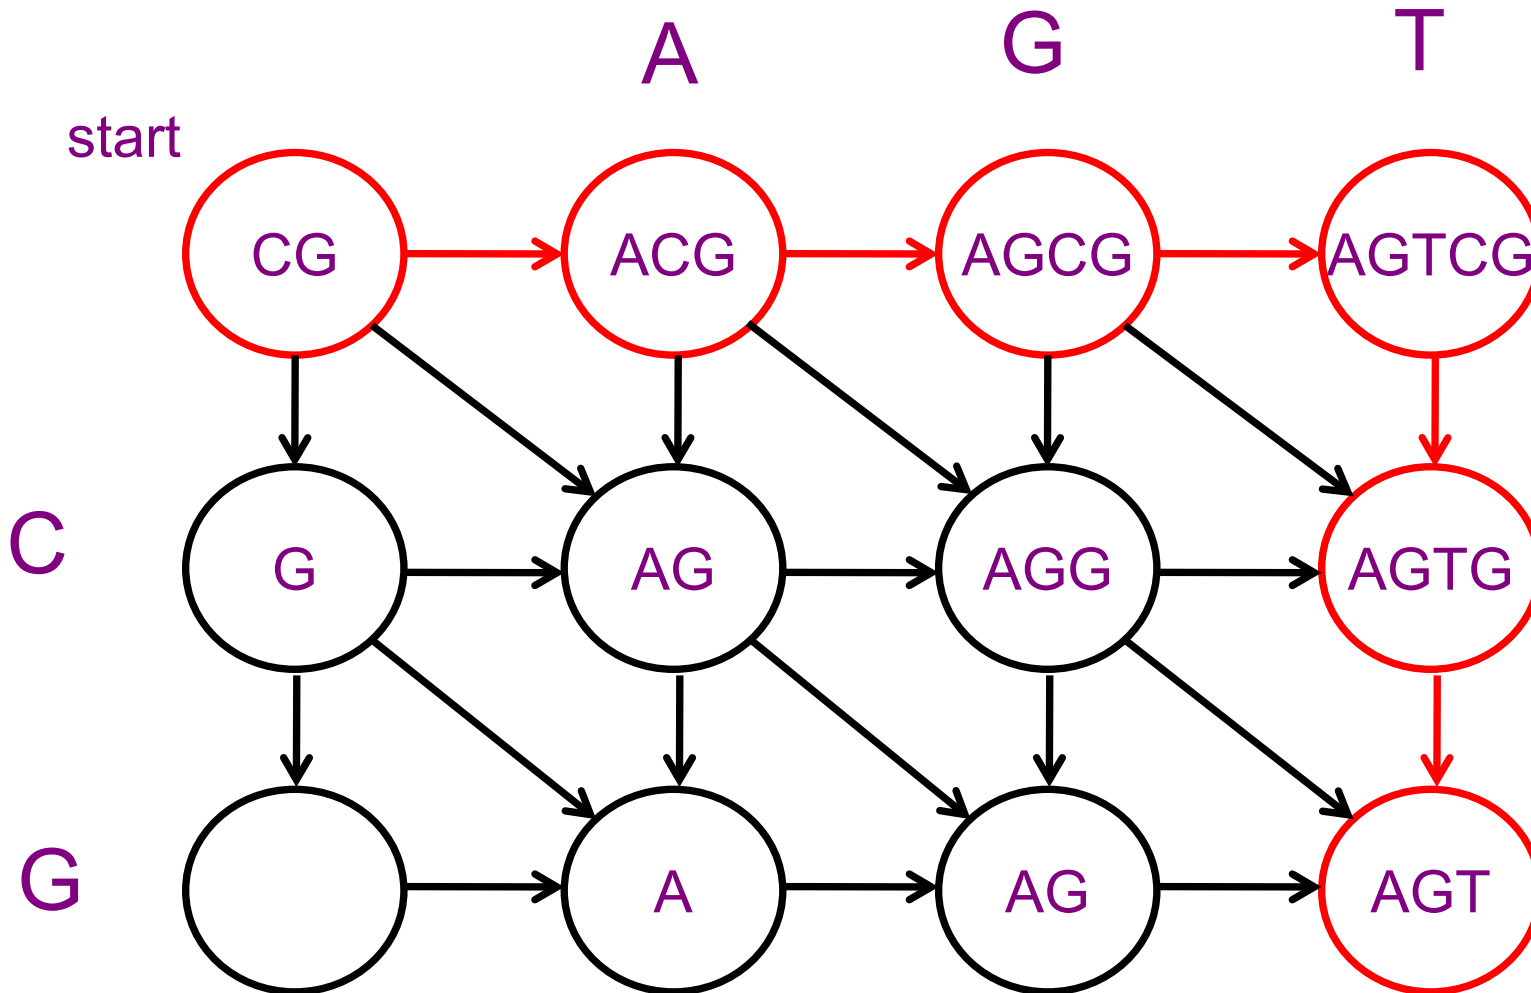 A G T
start
CG ACG AGCG AGTCG
C G AG AGG AGTG
G A AG AGT